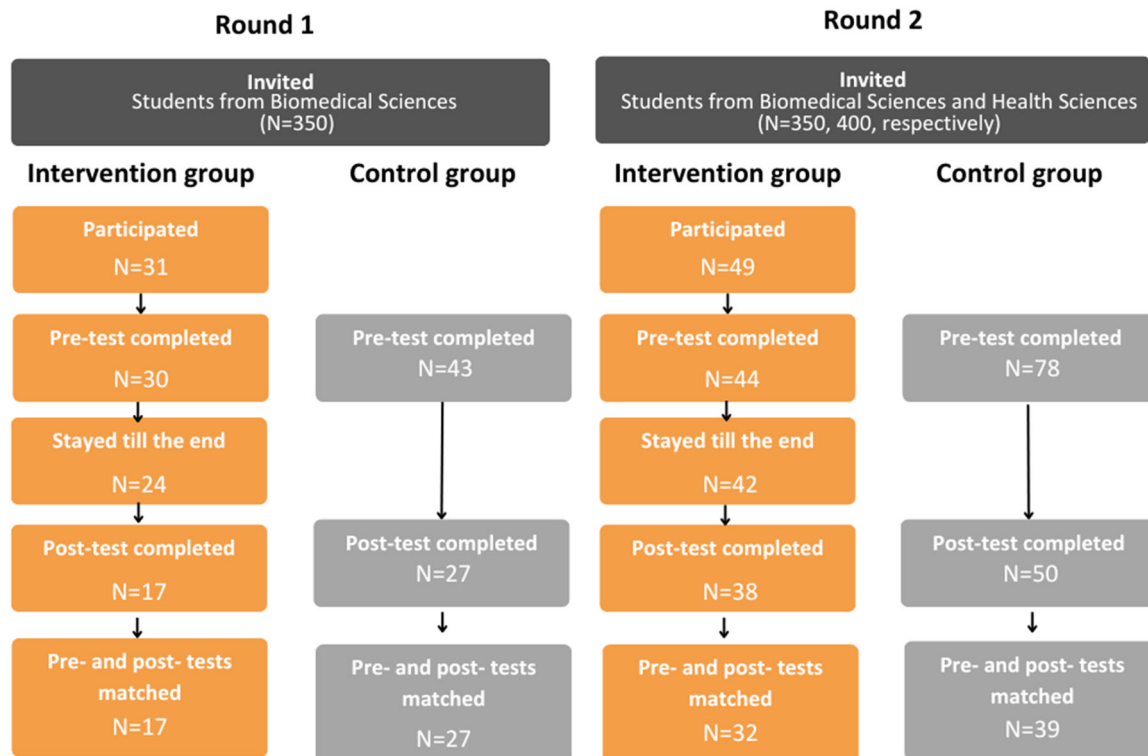 Round 1
Invited
Students from Biomedical Sciences
(N=350)
Intervention group
Participated
N=31
Pre-test completed
N=30
Stayed till the end
N=24
Post-test completed
N=17
Pre- and post- tests
matched
N=17
Control group
Pre-test completed
N=43
Post-test completed
N=27
Pre- and post- tests
matched
N=27
Round 2
Invited
Students from Biomedical Sciences and Health Sciences
(N=350, 400, respectively)
Intervention group
Participated
N=49
Pre-test completed
N=44
Stayed till the end
N=42
Post-test completed
N=38
Pre- and post- tests
matched
N=32
Control group
Pre-test completed
N=78
Post-test completed
N=50
Pre- and post- tests
matched
N=39